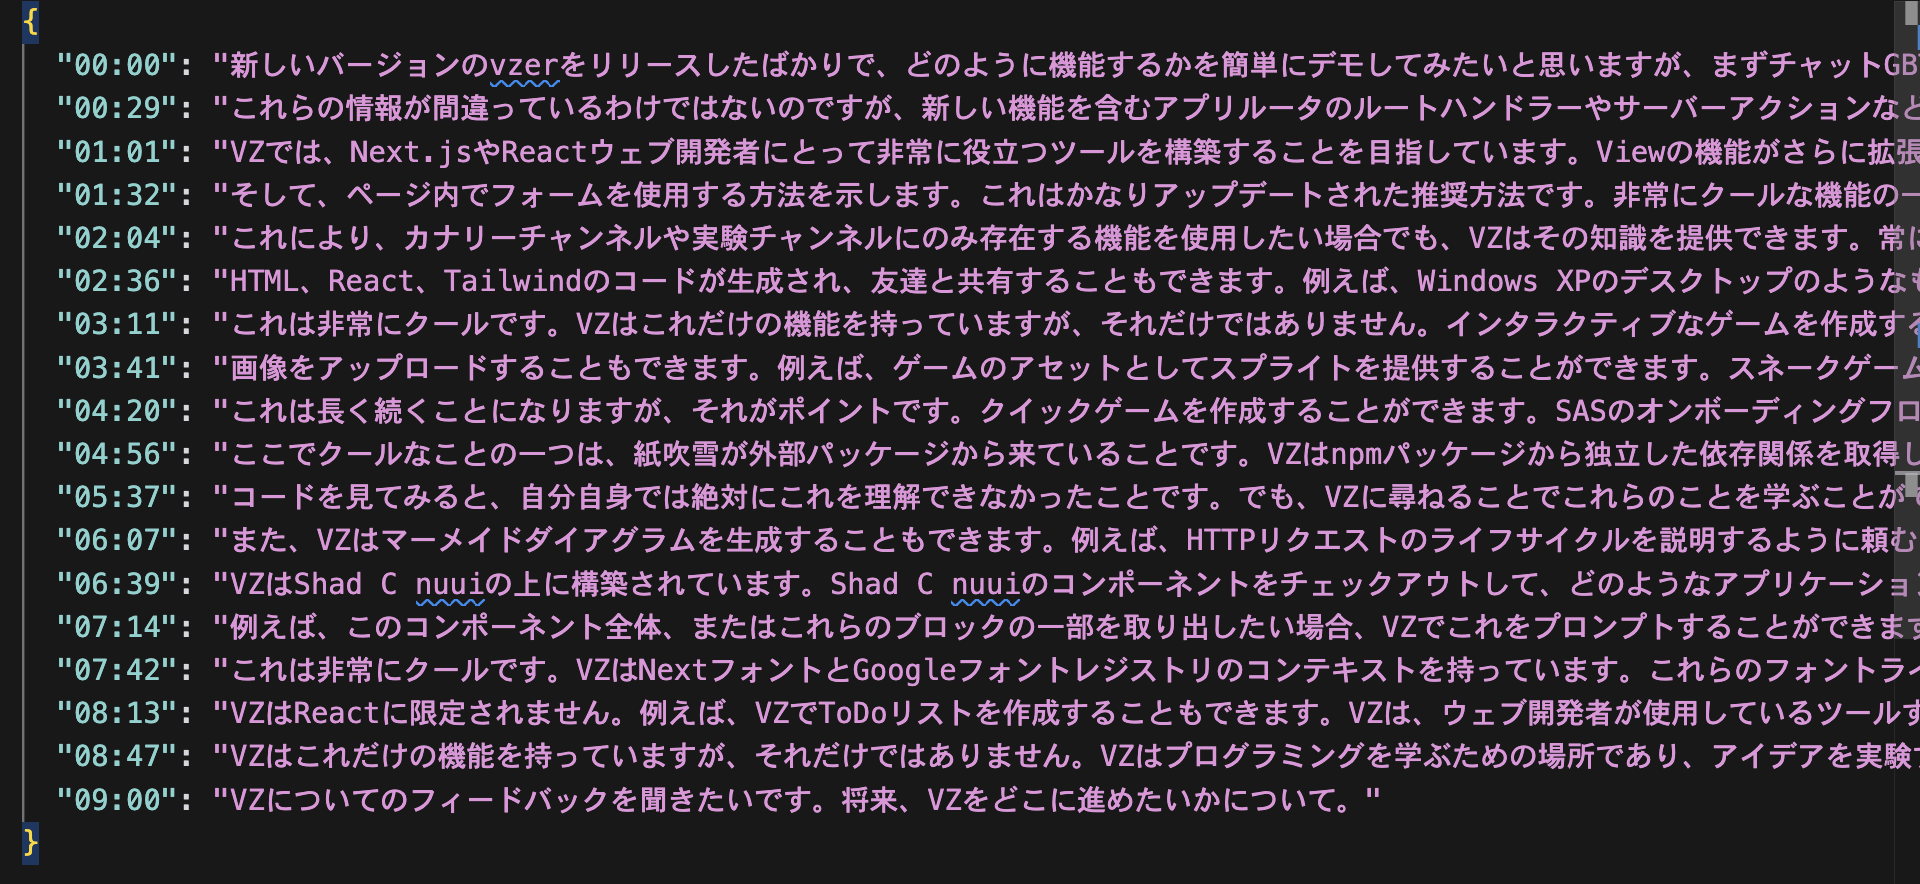 {
"00:00": "新しいバージョンのvzerをリリースしたばかりで、どのように機能するかを簡単にデモしてみたいと思いますが、まずチャットGB
"00:29": "これらの情報が間違っているわけではないのですが、新しい機能を含むアプリルータのルートハンドラーやサーバーアクションなど
"01:01": "VZでは、Next.jsやReactウェブ開発者にとって非常に役立つツールを構築することを目指しています。Viewの機能がさらに拡張
"01:32": "そして、ページ内でフォームを使用する方法を示します。これはかなりアップデートされた推奨方法です。非常にクールな機能の一
"02:04": "これにより、カナリーチャンネルや実験チャンネルにのみ存在する機能を使用したい場合でも、VZはその知識を提供できます。常に
"02:36": "HTML、React、Tailwindのコードが生成され、友達と共有することもできます。例えば、Windows XPのデスクトップのようなも
"03:11": "これは非常にクールです。VZはこれだけの機能を持っていますが、それだけではありません。インタラクティブなゲームを作成する
"03:41": "画像をアップロードすることもできます。例えば、ゲームのアセットとしてスプライトを提供することができます。スネークゲーム
"04:20": "これは長く続くことになりますが、それがポイントです。クイックゲームを作成することができます。SASのオンボーディングフロ
"04:56": "ここでクールなことの一つは、紙吹雪が外部パッケージから来ていることです。VZはnpmパッケージから独立した依存関係を取得し
"05:37": "コードを見てみると、自分自身では絶対にこれを理解できなかったことです。でも、VZに尋ねることでこれらのことを学ぶことが
"06:07": "また、VZはマーメイドダイアグラムを生成することもできます。例えば、HTTPリクエストのライフサイクルを説明するように頼む
"06:39": "VZはShad C nuuiの上に構築されています。Shad C nuuiのコンポーネントをチェックアウトして、どのようなアプリケーショ
"07:14": "例えば、このコンポーネント全体、またはこれらのブロックの一部を取り出したい場合、VZでこれをプロンプトすることができます
"07:42": "これは非常にクールです。VZはNextフォントとGoogleフォントレジストリのコンテキストを持っています。これらのフォントライ
"08:13": "VZはReactに限定されません。例えば、VZでToDoリストを作成することもできます。VZは、ウェブ開発者が使用しているツールす
"08:47": "VZはこれだけの機能を持っていますが、それだけではありません。VZはプログラミングを学ぶための場所であり、アイデアを実験
"09:00": "VZについてのフィードバックを聞きたいです。将来、VZをどこに進めたいかについて。"
}